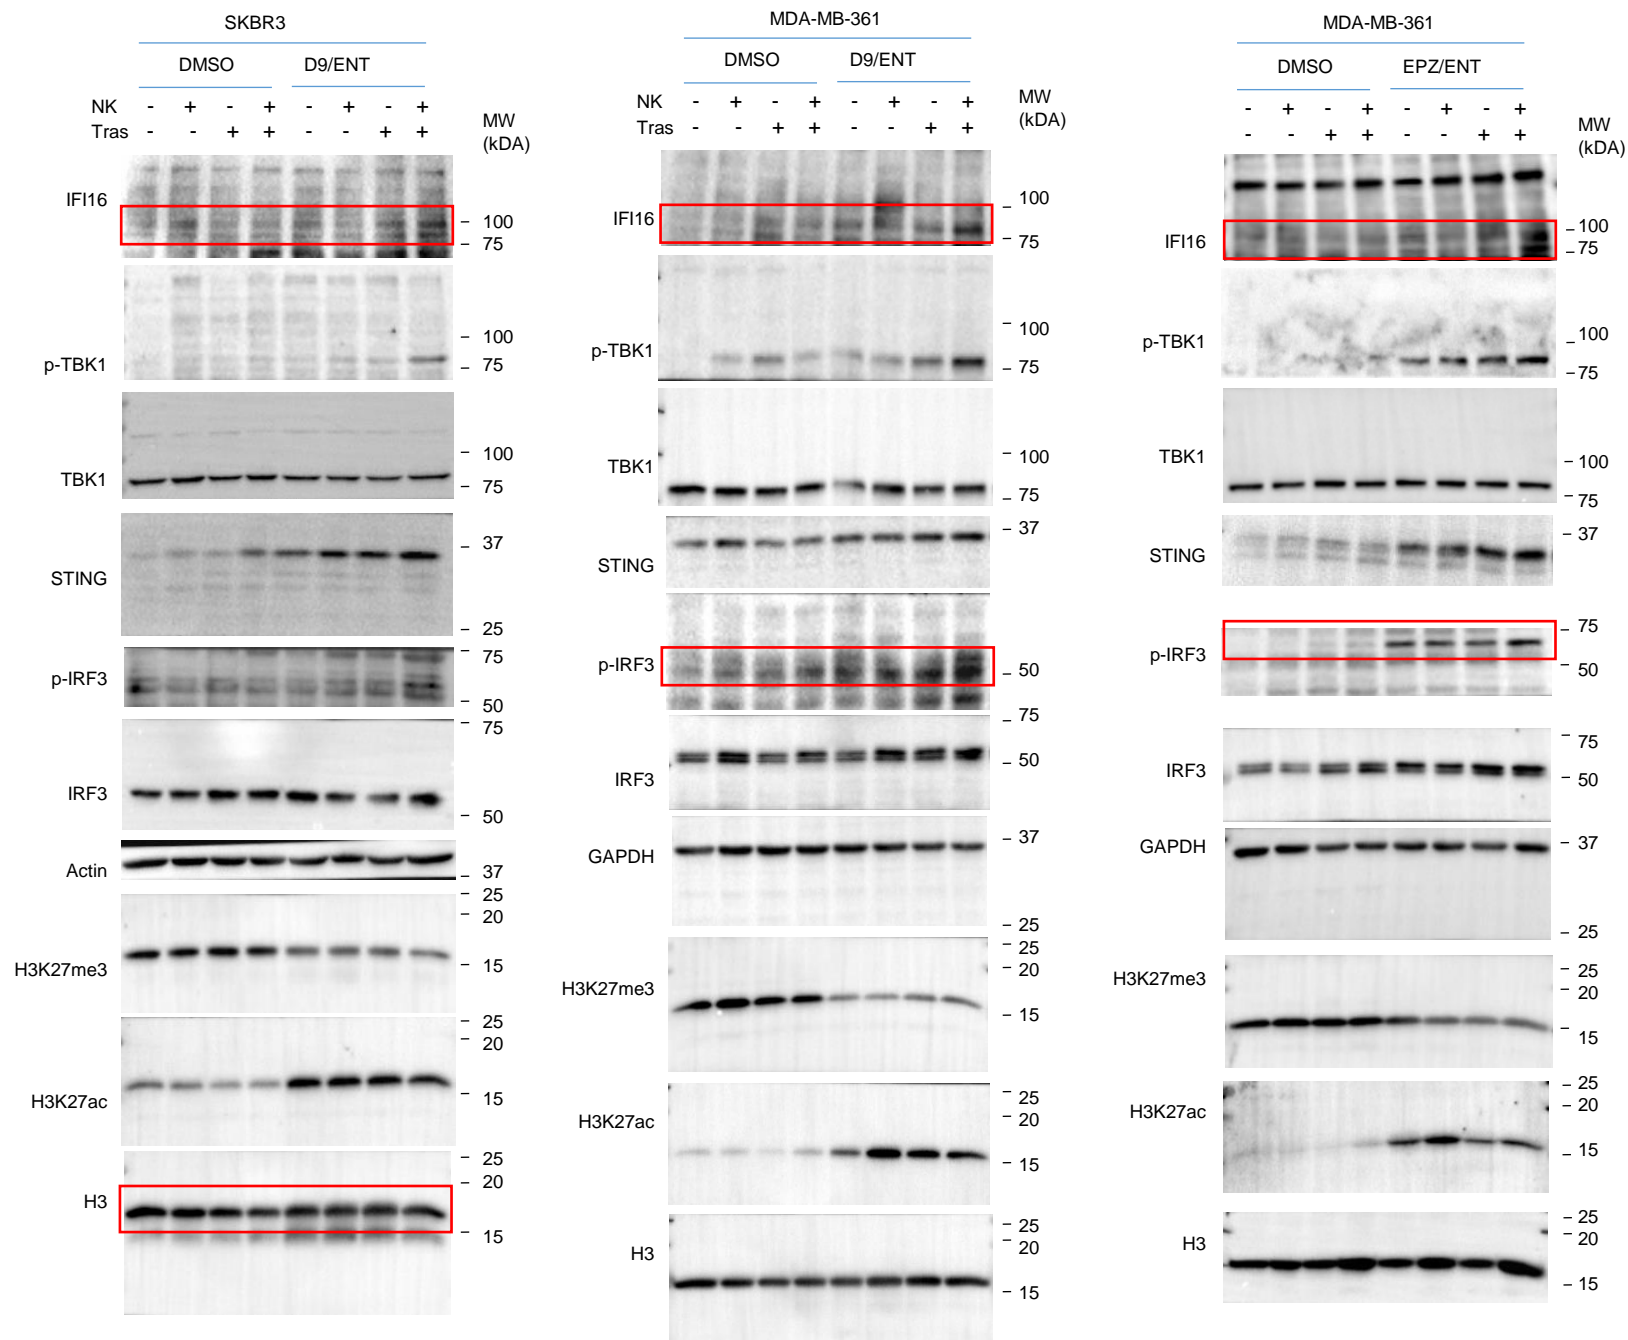 SKBR3
DMSO D9/ENT
NK - + - + - + - +
Tras - - + + - - + +
MW
(kDA)
IFI16
100
75
p-TBK1
100
75
TBK1
100
75
STING
37
25
p-IRF3
75
50
IRF3
75
50
Actin
37
H3K27me3
25
20
15
H3K27ac
25
20
15
H3
25
20
15
MDA-MB-361
DMSO D9/ENT
NK - + - + - + - +
Tras - - + + - - + +
MW
(kDA)
IFI16
100
75
p-TBK1
100
75
TBK1
100
75
STING
37
p-IRF3
50
IRF3
75
50
GAPDH
37
25
H3K27me3
25
20
15
H3K27ac
25
20
15
H3
25
20
15
MDA-MB-361
DMSO EPZ/ENT
- + - + - + - +
- - + + - - + +
MW
(kDA)
IFI16
100
75
p-TBK1
100
75
TBK1
100
75
STING
37
p-IRF3
75
50
IRF3
75
50
GAPDH
37
25
H3K27me3
25
20
15
H3K27ac
25
20
15
H3
25
20
15